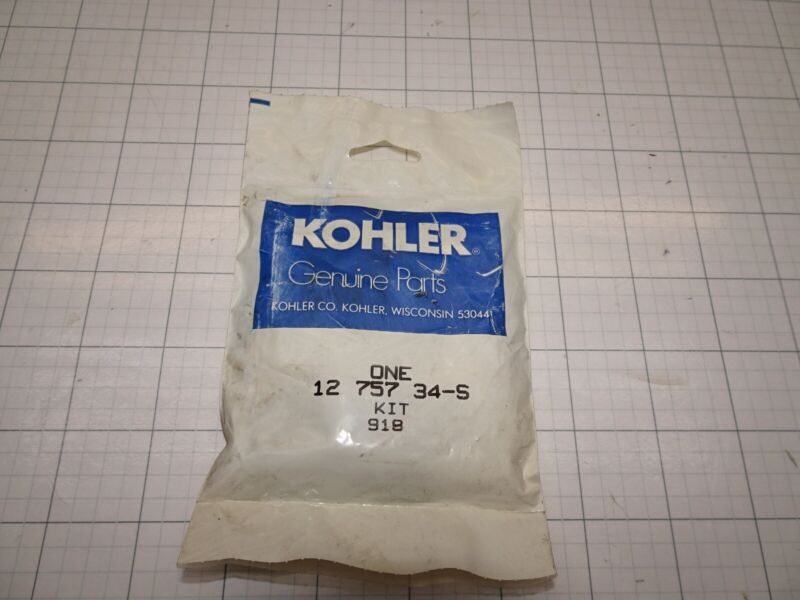 KOHLER®
Genuine Parts
KOHLER CO. KOHLER, WISCONSIN 53044
ONE
12 757 34-S
KIT
918